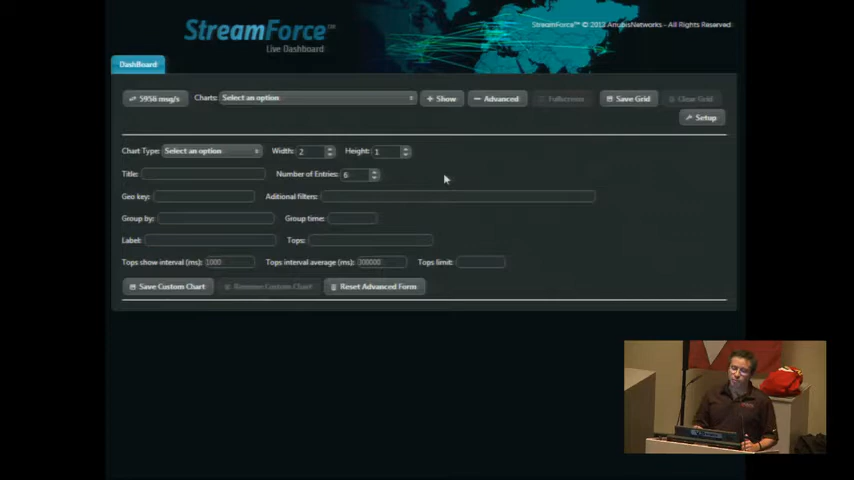 StreamForce™
Live Dashboard
StreamForce™ © 2013 AnubisNetworks - All Rights Reserved
DashBoard
5956 msg/s
Charts: Select an option
+ Show
Advanced
Fullscreen
Save Grid
Clear Grid
Setup
Chart Type: Select an option
Width: 2
Height: 1
Title:
Number of Entries: 6
Geo key:
Aditional filters:
Group by:
Group time:
Label:
Tops:
Tops show interval (ms): 1000
Tops interval average (ms): 300000
Tops limit:
Save Custom Chart
Remove Custom Chart
Reset Advanced Form